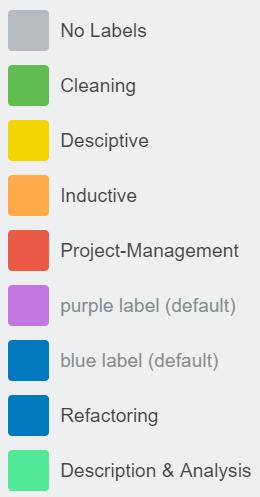 No Labels
Cleaning
Desciptive
Inductive
Project-Management
purple label (default)
blue label (default)
Refactoring
Description & Analysis